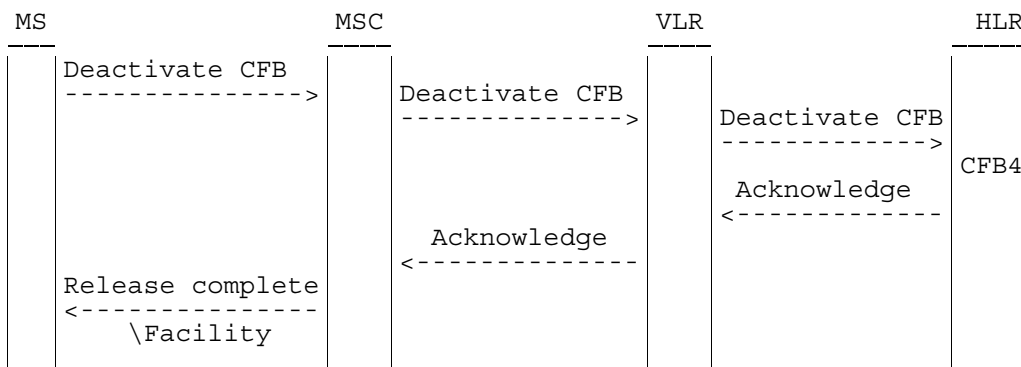 MS MSC VLR HLR
Deactivate CFB
Deactivate CFB
Deactivate CFB
CFB4
Acknowledge
Acknowledge
Release complete
\Facility